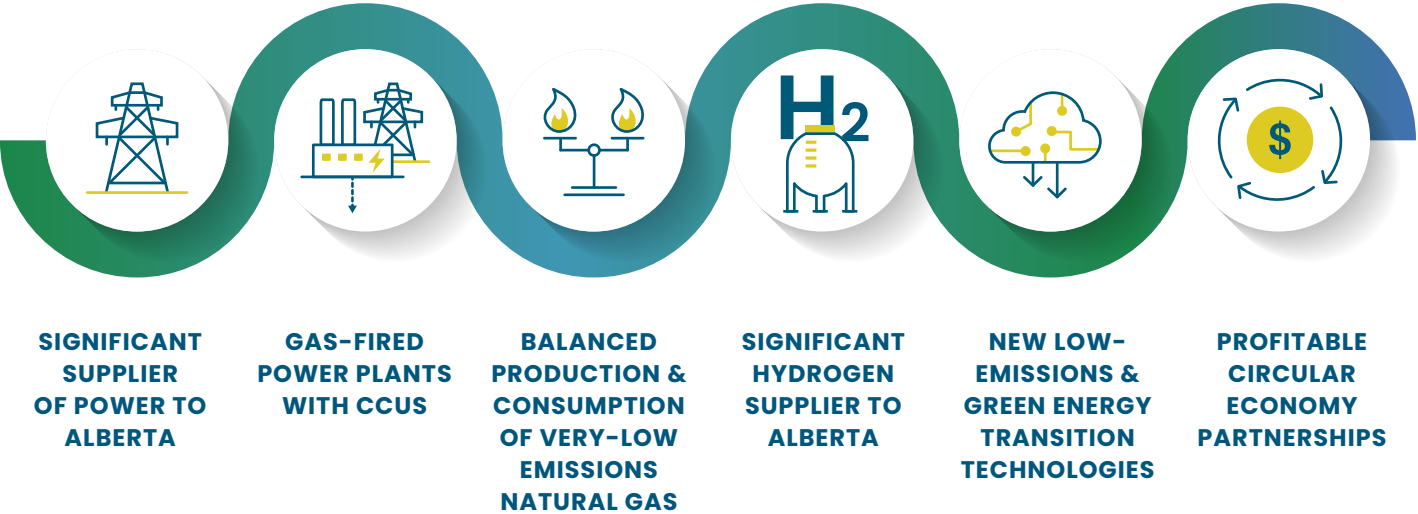 H2
$
SIGNIFICANT
SUPPLIER
OF POWER TO
ALBERTA
GAS-FIRED
POWER PLANTS
WITH CCUS
BALANCED
PRODUCTION &
CONSUMPTION
OF VERY-LOW
EMISSIONS
NATURAL GAS
SIGNIFICANT
HYDROGEN
SUPPLIER TO
ALBERTA
NEW LOW-
EMISSIONS &
GREEN ENERGY
TRANSITION
TECHNOLOGIES
PROFITABLE
CIRCULAR
ECONOMY
PARTNERSHIPS